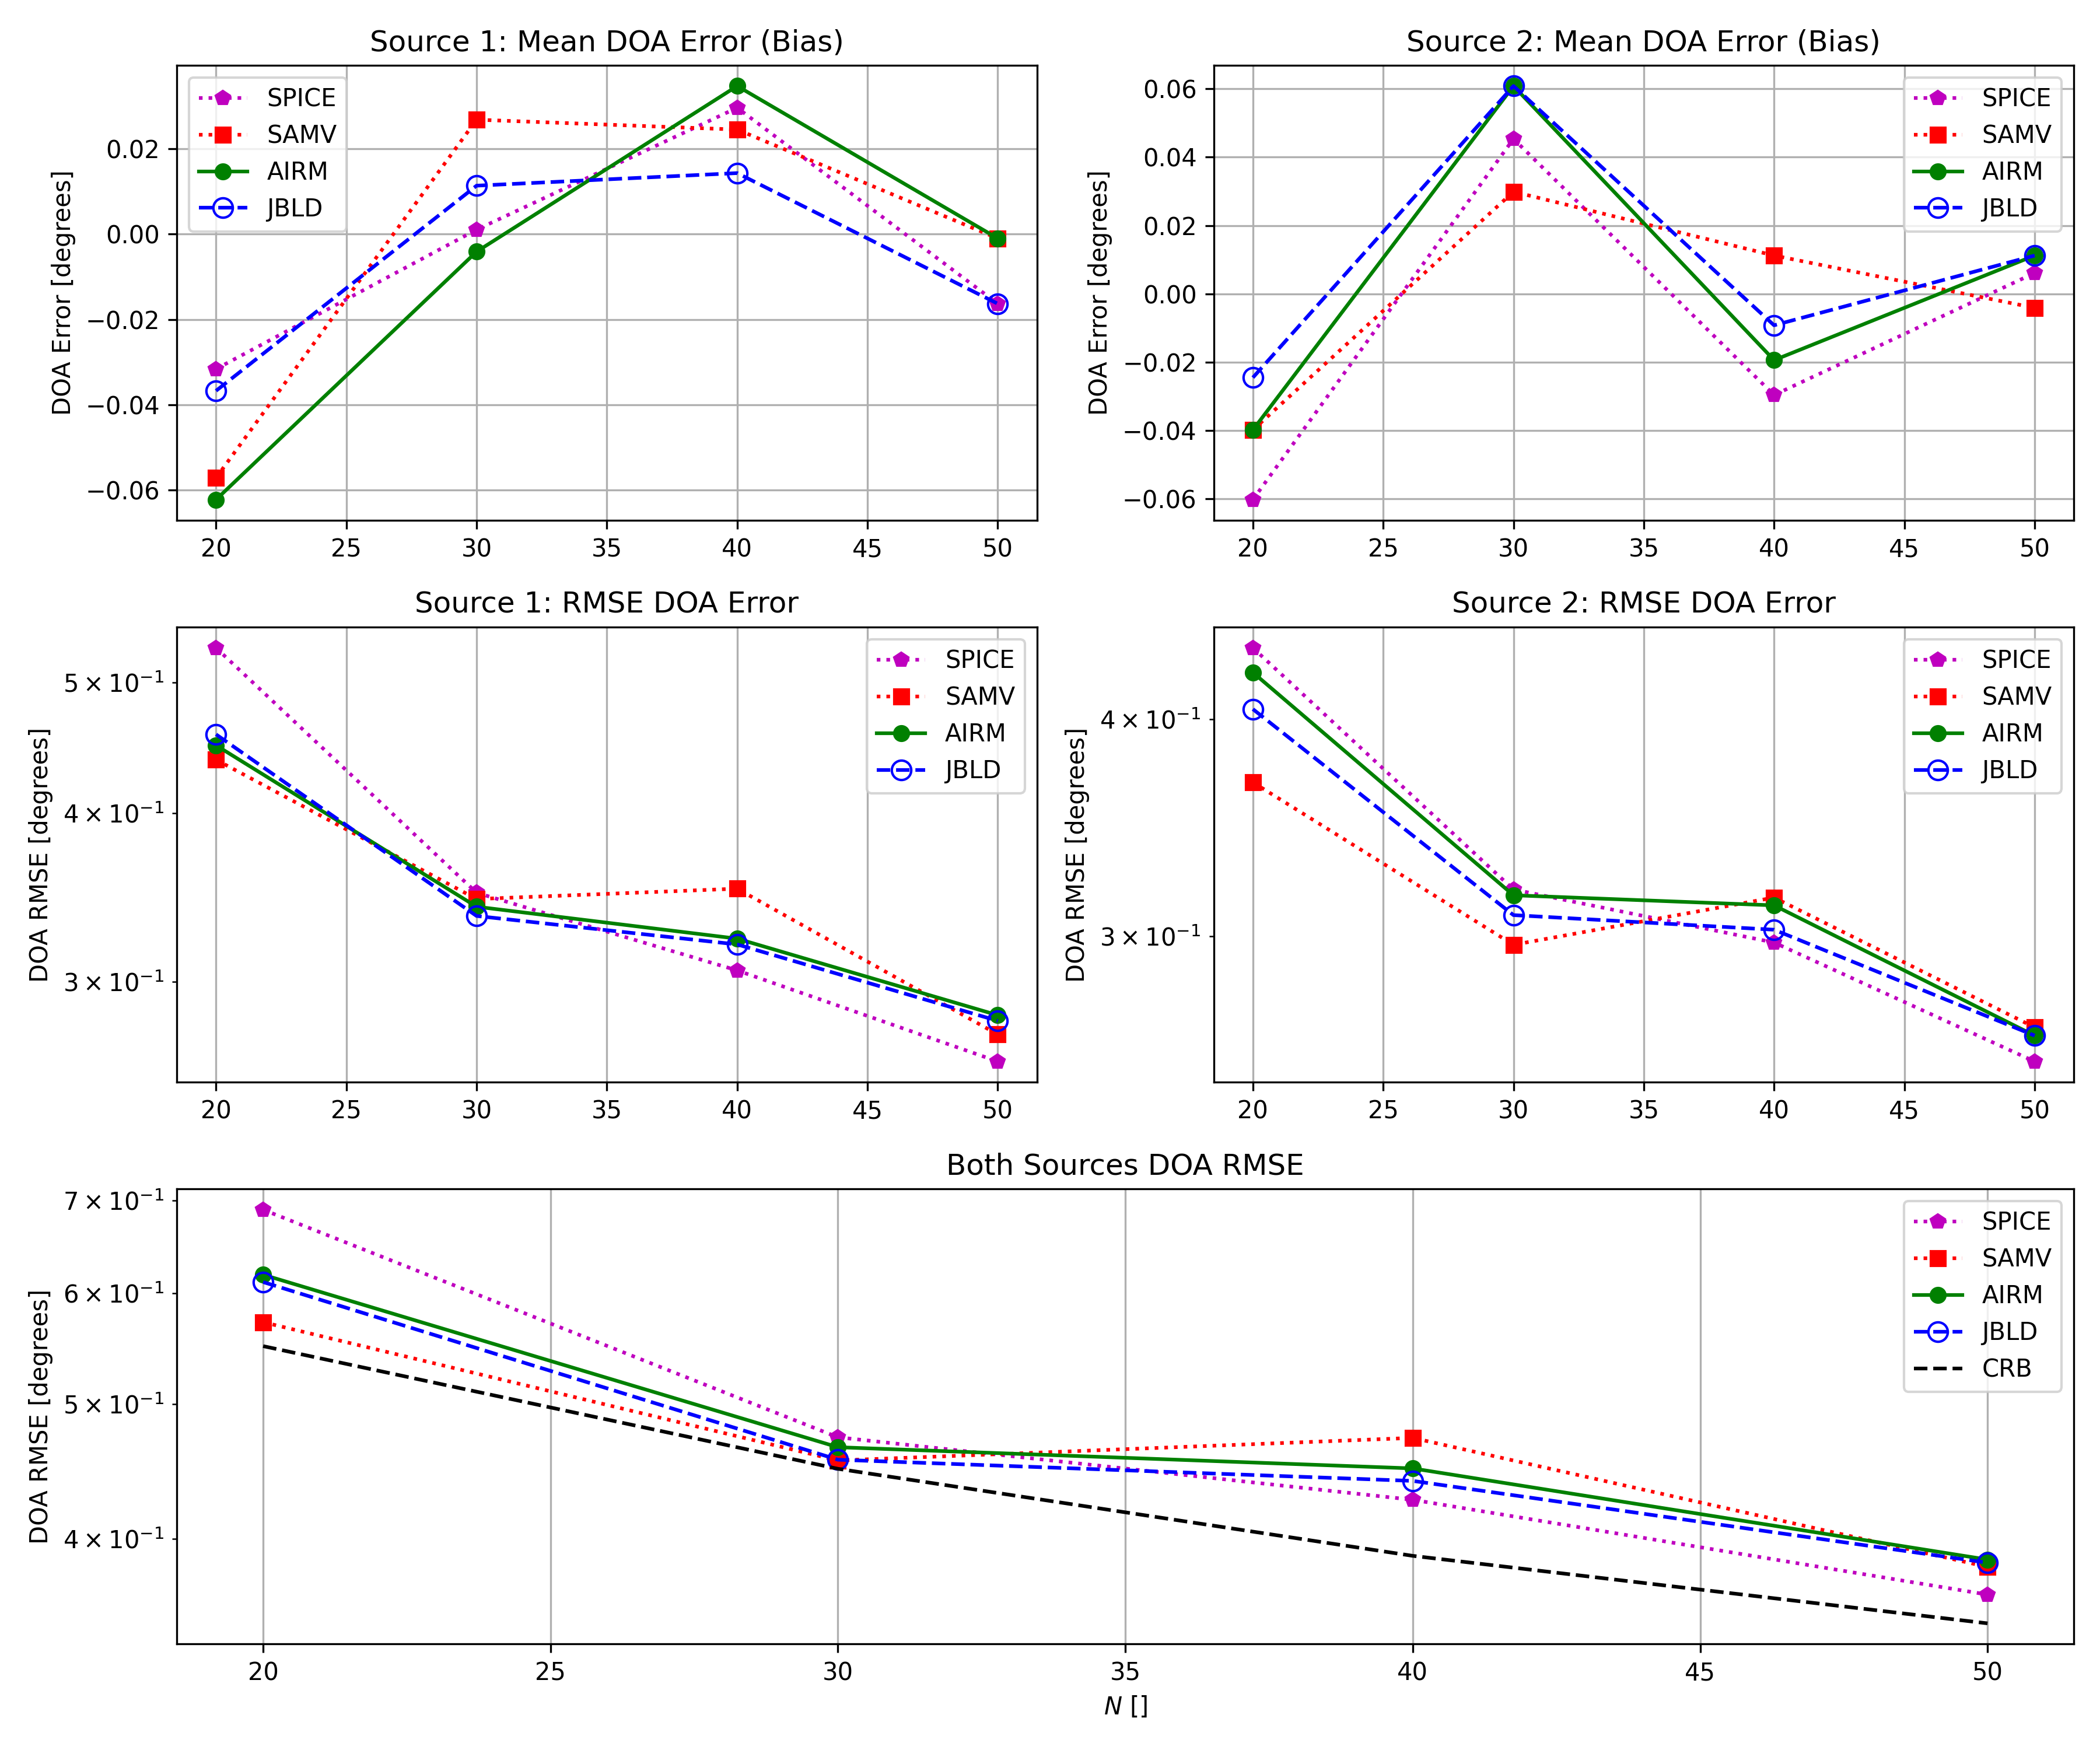 Source 1: Mean DOA Error (Bias)
DOA Error [degrees]
0.02
0.00
−0.02
−0.04
−0.06
SPICE
SAMV
AIRM
JBLD
20 25 30 35 40 45 50
Source 2: Mean DOA Error (Bias)
DOA Error [degrees]
0.06
0.04
0.02
0.00
−0.02
−0.04
−0.06
SPICE
SAMV
AIRM
JBLD
20 25 30 35 40 45 50
Source 1: RMSE DOA Error
DOA RMSE [degrees]
5 × 10⁻¹
4 × 10⁻¹
3 × 10⁻¹
SPICE
SAMV
AIRM
JBLD
20 25 30 35 40 45 50
Source 2: RMSE DOA Error
DOA RMSE [degrees]
4 × 10⁻¹
3 × 10⁻¹
SPICE
SAMV
AIRM
JBLD
20 25 30 35 40 45 50
Both Sources DOA RMSE
DOA RMSE [degrees]
7 × 10⁻¹
6 × 10⁻¹
5 × 10⁻¹
4 × 10⁻¹
SPICE
SAMV
AIRM
JBLD
CRB
20 25 30 35 40 45 50
N []